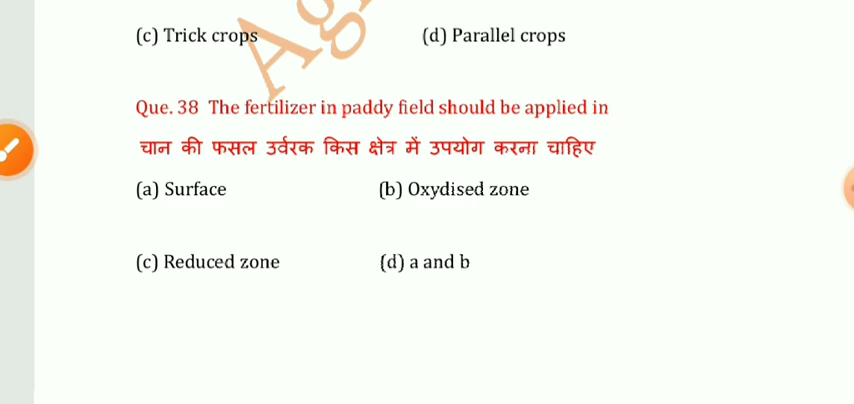 (c) Trick crops (d) Parallel crops
Que. 38 The fertilizer in paddy field should be applied in
चान की फसल उर्वरक किस क्षेत्र में उपयोग करना चाहिए
(a) Surface (b) Oxydised zone
(c) Reduced zone (d) a and b